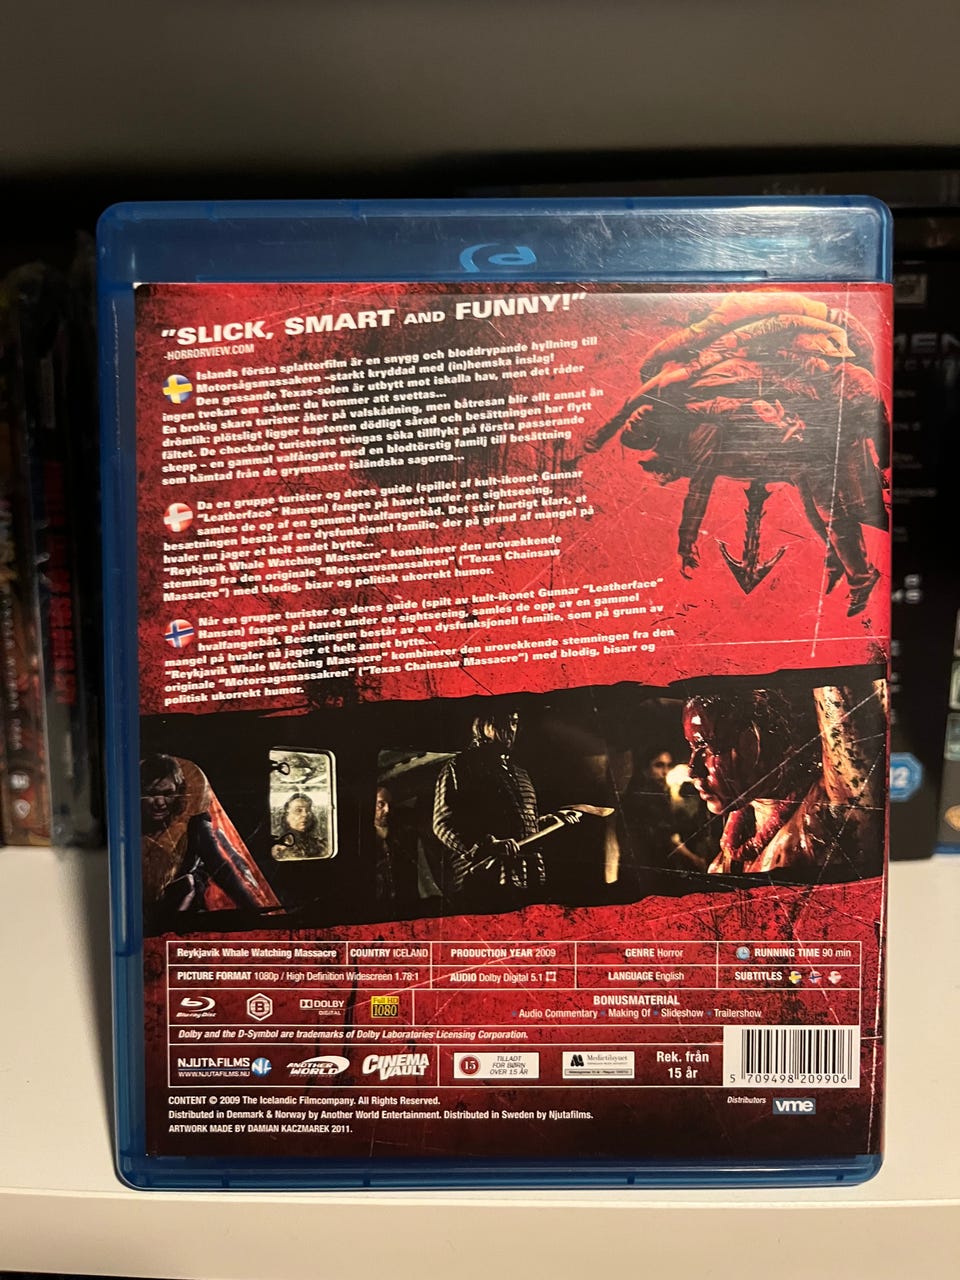 "SLICK, SMART AND FUNNY!"
-HORRORVIEW.COM
Islands första splatterfilm är en snygg och bloddrypande hyllning till
Motorsågsmassakern –starkt kryddad med (in)hemska inslag!
Den gassande Texas-solen är utbytt mot iskalla hav, men det råder
ingen tvekan om saken: du kommer att svettas...
En brokig skara turister åker på valskådning, men båtresan blir allt annat än
drömlik: plötsligt ligger kaptenen dödligt sårad och besättningen har flytt
fältet. De chockade turisterna tvingas söka tillflykt på första passerande
skepp – en gammal valfångare med en blodtörstig familj till besättning
som hämtad från de grymmaste isländska sagorna...
Da en gruppe turister og deres guide (spillet af kult-ikonet Gunnar
"Leatherface" Hansen) fanges på havet under en sightseeing,
samles de op af en gammel hvalfangerbåd. Det står hurtigt klart, at
besætningen består af en dysfunktionel familie, der på grund af mangel på
hvaler nu jager et helt andet bytte...
"Reykjavik Whale Watching Massacre" kombinerer den urovækkende
stemning fra den originale "Motorsavsmassakren" ("Texas Chainsaw
Massacre") med blodig, bizar og politisk ukorrekt humor.
Når en gruppe turister og deres guide (spilt av kult-ikonet Gunnar "Leatherface"
Hansen) fanges på havet under en sightseeing, samles de opp av en gammel
hvalfangerbåt. Besetningen består av en dysfunksjonell familie, som på grunn av
mangel på hvaler nå jager et helt annet bytte...
"Reykjavik Whale Watching Massacre" kombinerer den urovekkende stemningen fra den
originale "Motorsagsmassakren" ("Texas Chainsaw Massacre") med blodig, bisarr og
politisk ukorrekt humor.
Reykjavik Whale Watching Massacre COUNTRY ICELAND PRODUCTION YEAR 2009 GENRE Horror RUNNING TIME 90 min
PICTURE FORMAT 1080p / High Definition Widescreen 1.78:1 AUDIO Dolby Digital 5.1 LANGUAGE English SUBTITLES
Blu-ray Disc B DOLBY DIGITAL Full HD 1080
BONUSMATERIAL
Audio Commentary Making Of Slideshow Trailershow
Dolby and the D-Symbol are trademarks of Dolby Laboratories Licensing Corporation.
NJUTAFILMS
WWW.NJUTAFILMS.NU
ANOTHER WORLD
CINEMA VAULT
15 TILLADT FOR BØRN OVER 15 ÅR
Medietilsynet
Rek. från
15 år
5 709498 209906
CONTENT © 2009 The Icelandic Filmcompany. All Rights Reserved.
Distributed in Denmark & Norway by Another World Entertainment. Distributed in Sweden by Njutafilms.
ARTWORK MADE BY DAMIAN KACZMAREK 2011.
Distributors vme